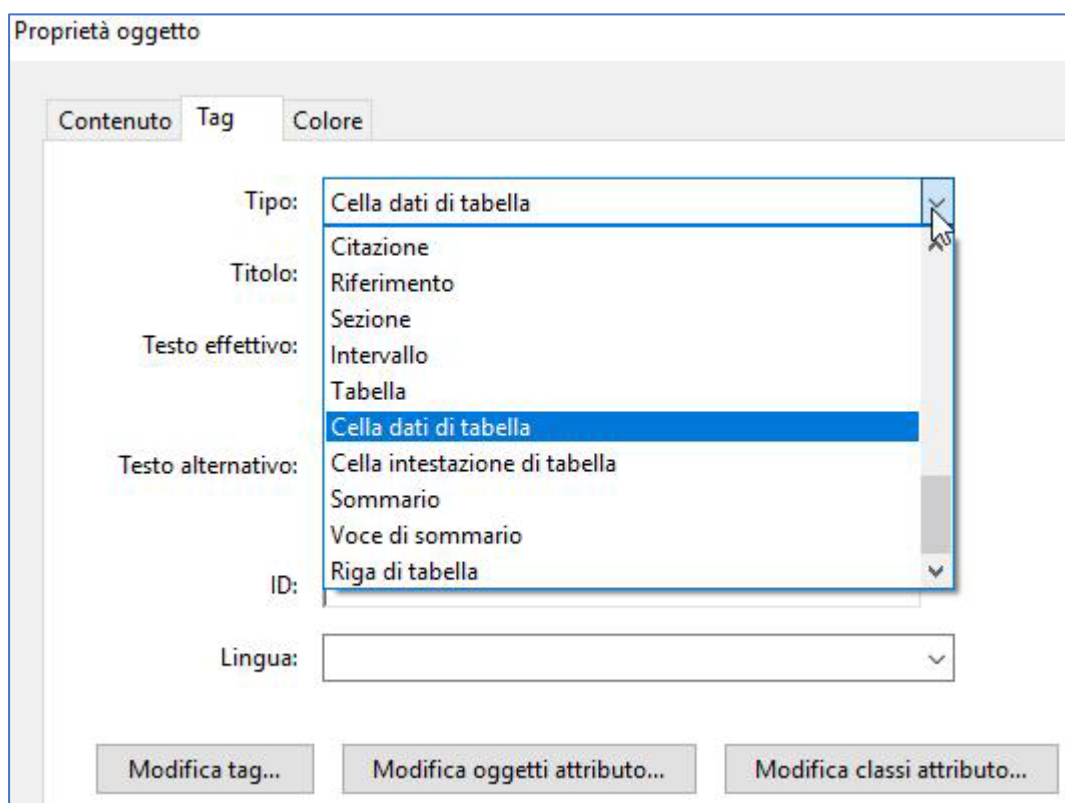 Proprietà oggetto
Contenuto Tag Colore
Tipo: Cella dati di tabella
Citazione
Titolo: Riferimento
Sezione
Testo effettivo: Intervallo
Tabella
Cella dati di tabella
Testo alternativo: Cella intestazione di tabella
Sommario
Voce di sommario
ID: Riga di tabella
Lingua:
Modifica tag... Modifica oggetti attributo... Modifica classi attributo...